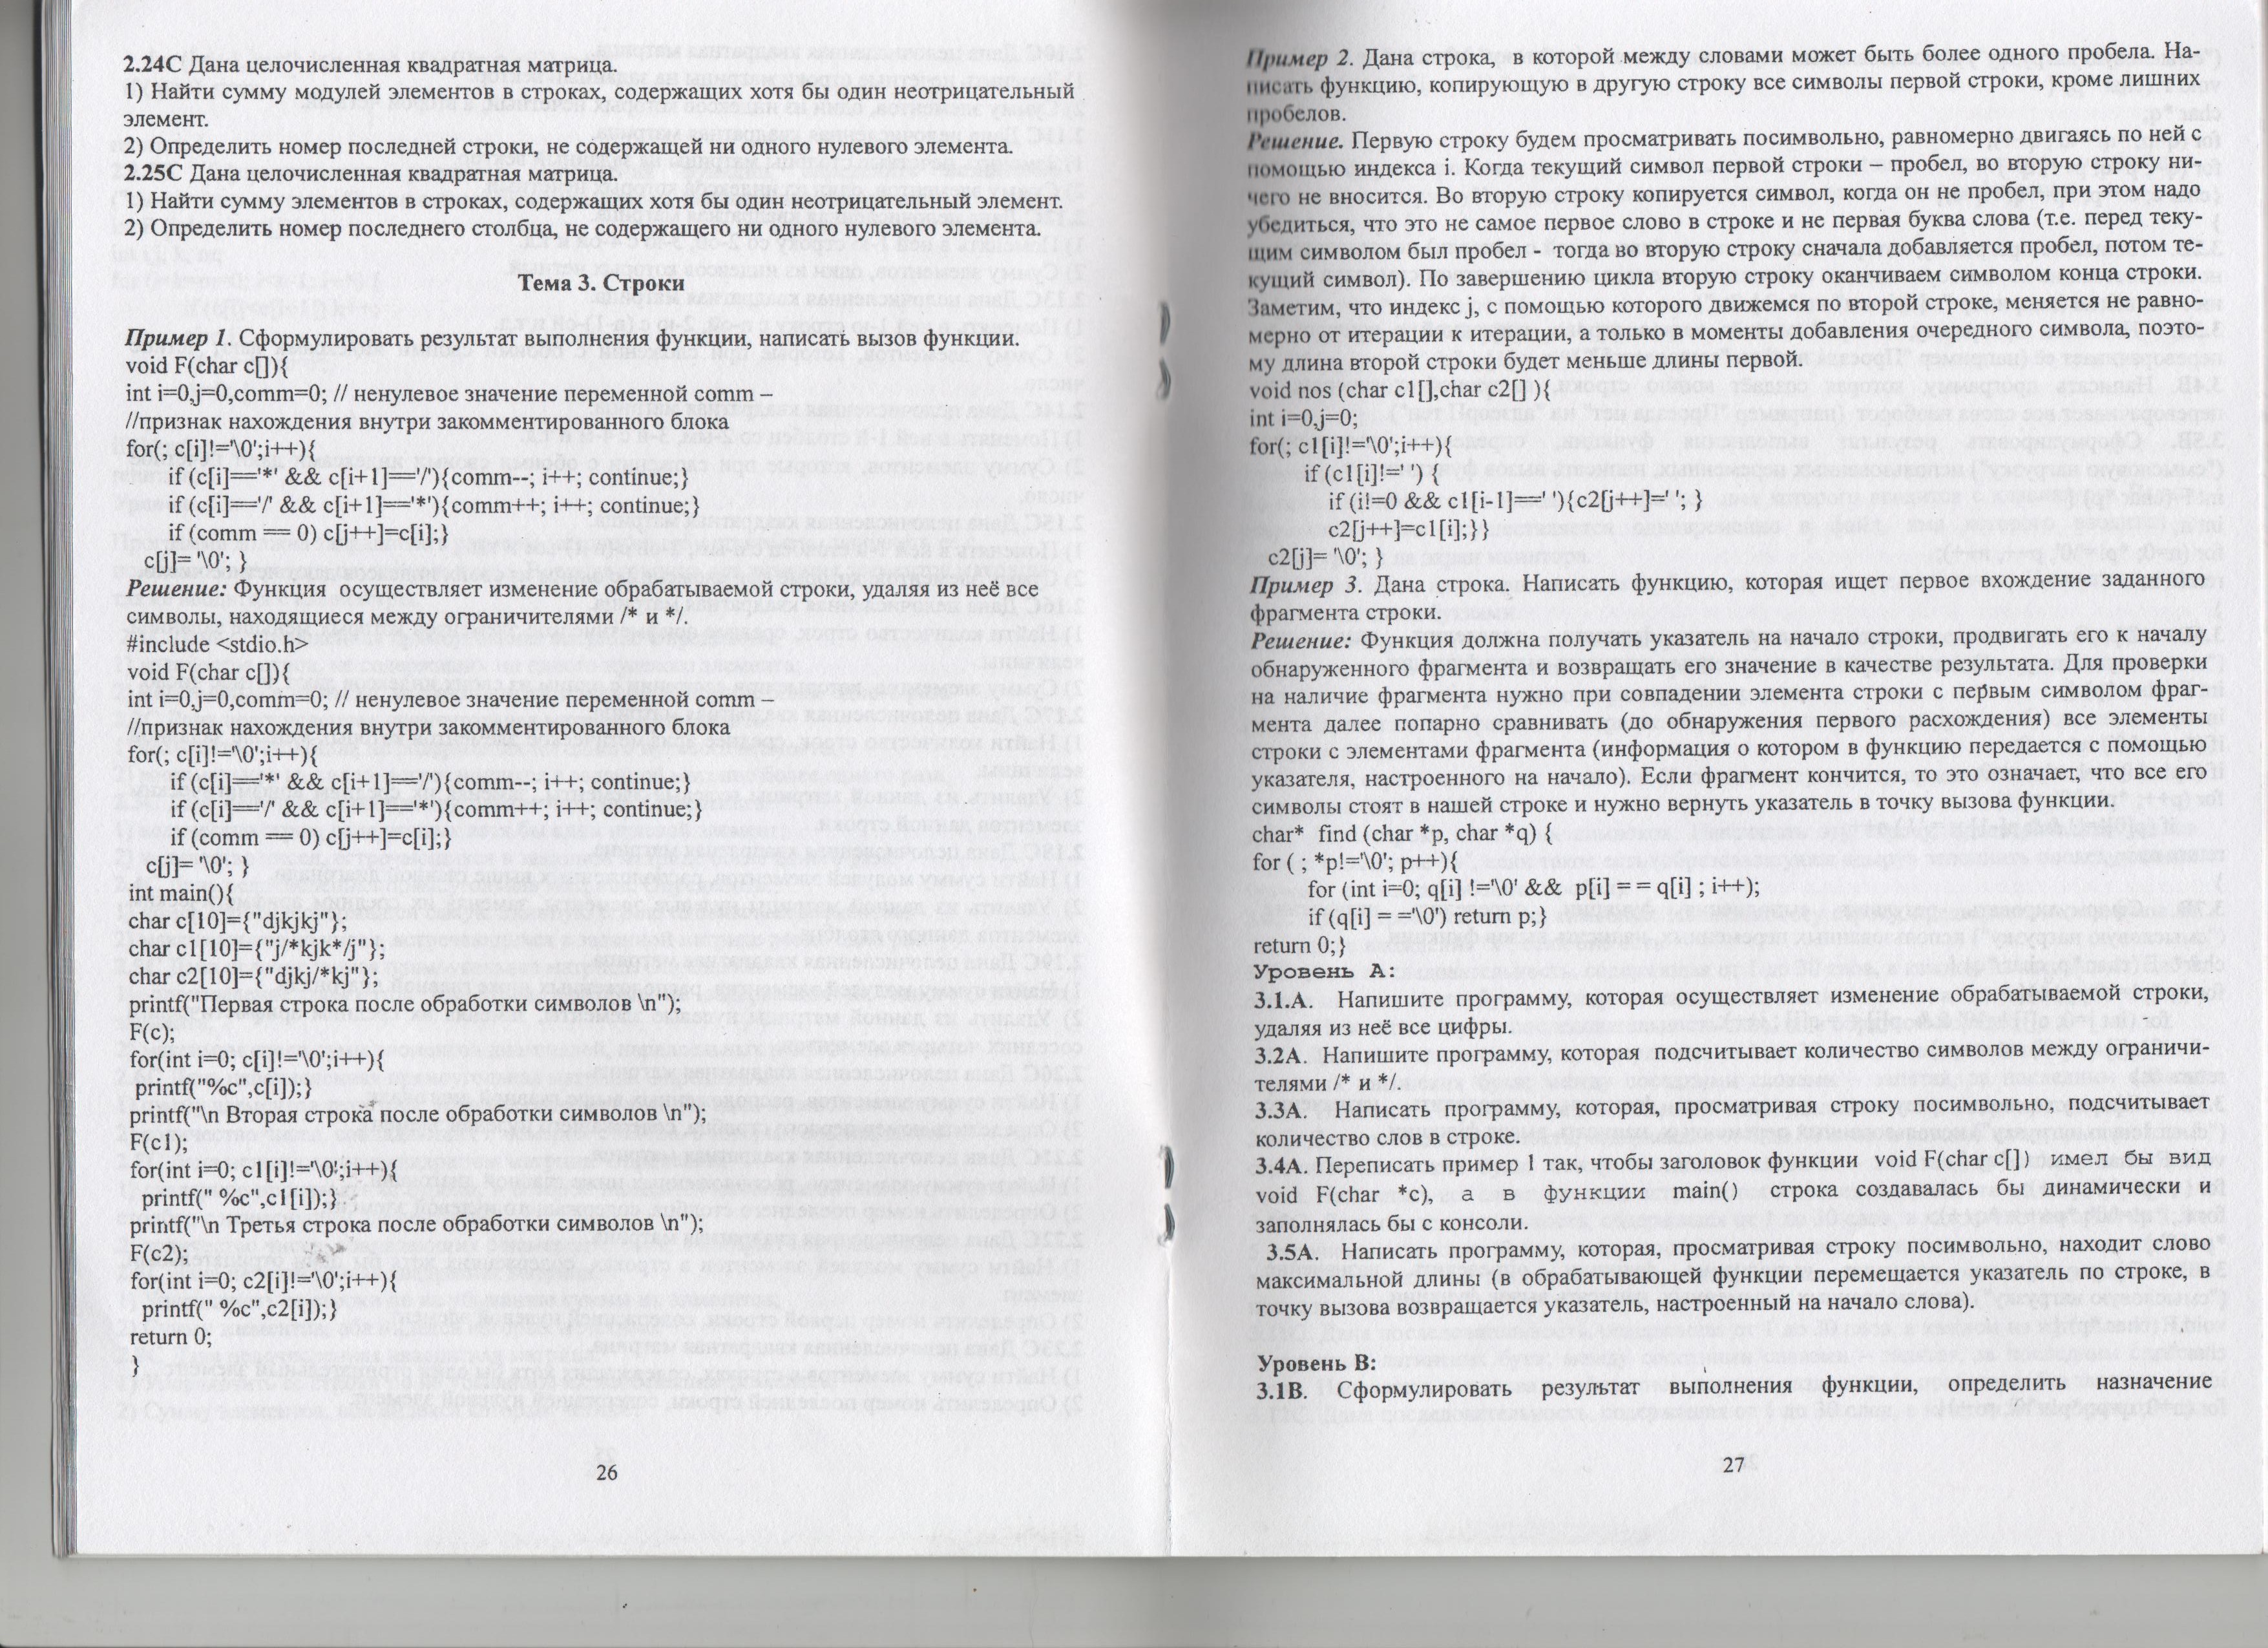 2.24С Дана целочисленная квадратная матрица.
1) Найти сумму модулей элементов в строках, содержащих хотя бы один неотрицательный
элемент.
2) Определить номер последней строки, не содержащей ни одного нулевого элемента.
2.25С Дана целочисленная квадратная матрица.
1) Найти сумму элементов в строках, содержащих хотя бы один неотрицательный элемент.
2) Определить номер последнего столбца, не содержащего ни одного нулевого элемента.
Тема 3. Строки
Пример 1. Сформулировать результат выполнения функции, написать вызов функции.
void F(char c[]){
int i=0,j=0,comm=0; // ненулевое значение переменной comm –
//признак нахождения внутри закомментированного блока
for(; c[i]!='\0';i++){
if (c[i]=='*' && c[i+1]=='/'){comm--; i++; continue;}
if (c[i]=='/' && c[i+1]=='*'){comm++; i++; continue;}
if (comm == 0) c[j++]=c[i];}
c[j]= '\0'; }
Решение: Функция осуществляет изменение обрабатываемой строки, удаляя из неё все
символы, находящиеся между ограничителями /* и */.
#include <stdio.h>
void F(char c[]){
int i=0,j=0,comm=0; // ненулевое значение переменной comm –
//признак нахождения внутри закомментированного блока
for(; c[i]!='\0';i++){
if (c[i]=='*' && c[i+1]=='/'){comm--; i++; continue;}
if (c[i]=='/' && c[i+1]=='*'){comm++; i++; continue;}
if (comm == 0) c[j++]=c[i];}
c[j]= '\0'; }
int main(){
char c[10]={"djkjkj"};
char c1[10]={"j/*kjk*/j"};
char c2[10]={"djkj/*kj"};
printf("Первая строка после обработки символов \n");
F(c);
for(int i=0; c[i]!='\0';i++){
printf("%c",c[i]);}
printf("\n Вторая строка после обработки символов \n");
F(c1);
for(int i=0; c1[i]!='\0';i++){
printf(" %c",c1[i]);}
printf("\n Третья строка после обработки символов \n");
F(c2);
for(int i=0; c2[i]!='\0';i++){
printf(" %c",c2[i]);}
return 0;
}
26
Пример 2. Дана строка, в которой между словами может быть более одного пробела. На-
писать функцию, копирующую в другую строку все символы первой строки, кроме лишних
пробелов.
Решение. Первую строку будем просматривать посимвольно, равномерно двигаясь по ней с
помощью индекса i. Когда текущий символ первой строки – пробел, во вторую строку ни-
чего не вносится. Во вторую строку копируется символ, когда он не пробел, при этом надо
убедиться, что это не самое первое слово в строке и не первая буква слова (т.е. перед теку-
щим символом был пробел - тогда во вторую строку сначала добавляется пробел, потом те-
кущий символ). По завершению цикла вторую строку оканчиваем символом конца строки.
Заметим, что индекс j, с помощью которого движемся по второй строке, меняется не равно-
мерно от итерации к итерации, а только в моменты добавления очередного символа, поэто-
му длина второй строки будет меньше длины первой.
void nos (char c1[],char c2[] ){
int i=0,j=0;
for(; c1[i]!='\0';i++){
if (c1[i]!=' ') {
if (i!=0 && c1[i-1]==' '){c2[j++]=' '; }
c2[j++]=c1[i];}}
c2[j]= '\0'; }
Пример 3. Дана строка. Написать функцию, которая ищет первое вхождение заданного
фрагмента строки.
Решение: Функция должна получать указатель на начало строки, продвигать его к началу
обнаруженного фрагмента и возвращать его значение в качестве результата. Для проверки
на наличие фрагмента нужно при совпадении элемента строки с первым символом фраг-
мента далее попарно сравнивать (до обнаружения первого расхождения) все элементы
строки с элементами фрагмента (информация о котором в функцию передается с помощью
указателя, настроенного на начало). Если фрагмент кончится, то это означает, что все его
символы стоят в нашей строке и нужно вернуть указатель в точку вызова функции.
char* find (char *p, char *q) {
for ( ; *p!='\0'; p++){
for (int i=0; q[i] !='\0' && p[i] = = q[i] ; i++);
if (q[i] = ='\0') return p;}
return 0;}
Уровень А:
3.1.А. Напишите программу, которая осуществляет изменение обрабатываемой строки,
удаляя из неё все цифры.
3.2А. Напишите программу, которая подсчитывает количество символов между ограничи-
телями /* и */.
3.3А. Написать программу, которая, просматривая строку посимвольно, подсчитывает
количество слов в строке.
3.4А. Переписать пример 1 так, чтобы заголовок функции void F(char c[]) имел бы вид
void F(char *c), а в функции main() строка создавалась бы динамически и
заполнялась бы с консоли.
3.5А. Написать программу, которая, просматривая строку посимвольно, находит слово
максимальной длины (в обрабатывающей функции перемещается указатель по строке, в
точку вызова возвращается указатель, настроенный на начало слова).
Уровень В:
3.1В. Сформулировать результат выполнения функции, определить назначение
27